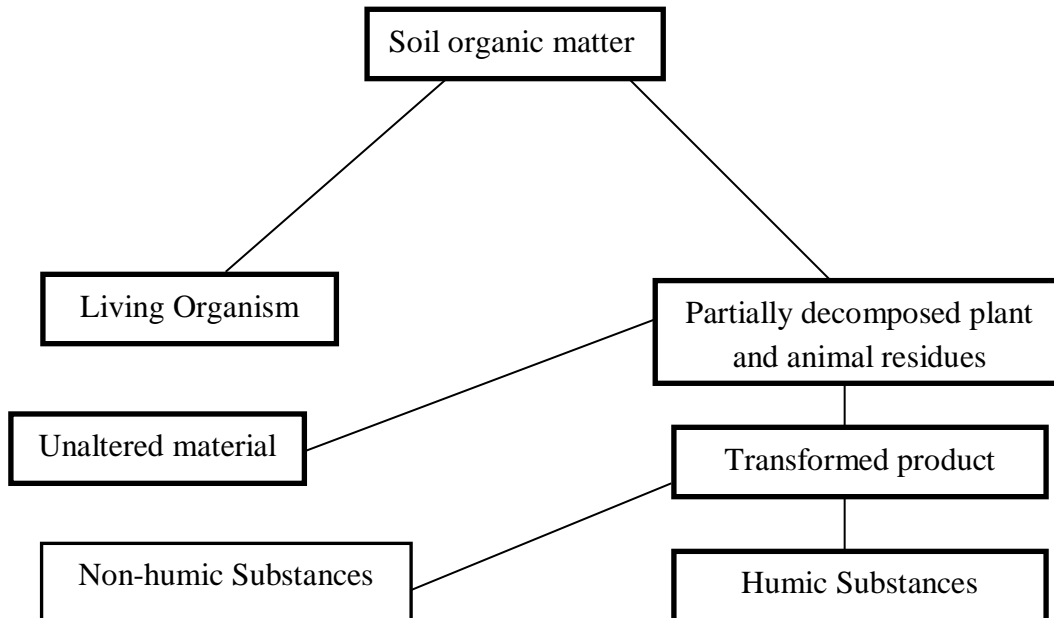 Soil organic matter
Living Organism
Partially decomposed plant
and animal residues
Unaltered material
Transformed product
Non-humic Substances
Humic Substances